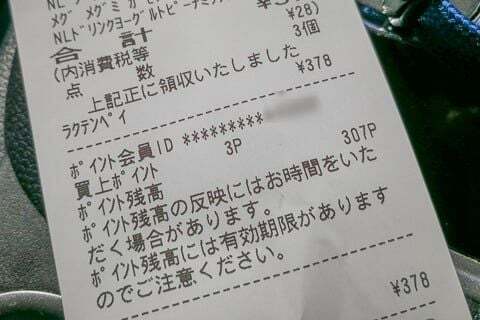 NLドリンクヨーグルトピーチミッ
合 計
(内消費税等 ¥28)
点 数 3個
上記正に領収いたしました
ラクテンペイ ¥378
ポイント会員ID *********
買上ポイント 3P
ポイント残高 307P
ポイント残高の反映にはお時間をいた
だく場合があります。
ポイント残高には有効期限があります
のでご注意ください。
¥378